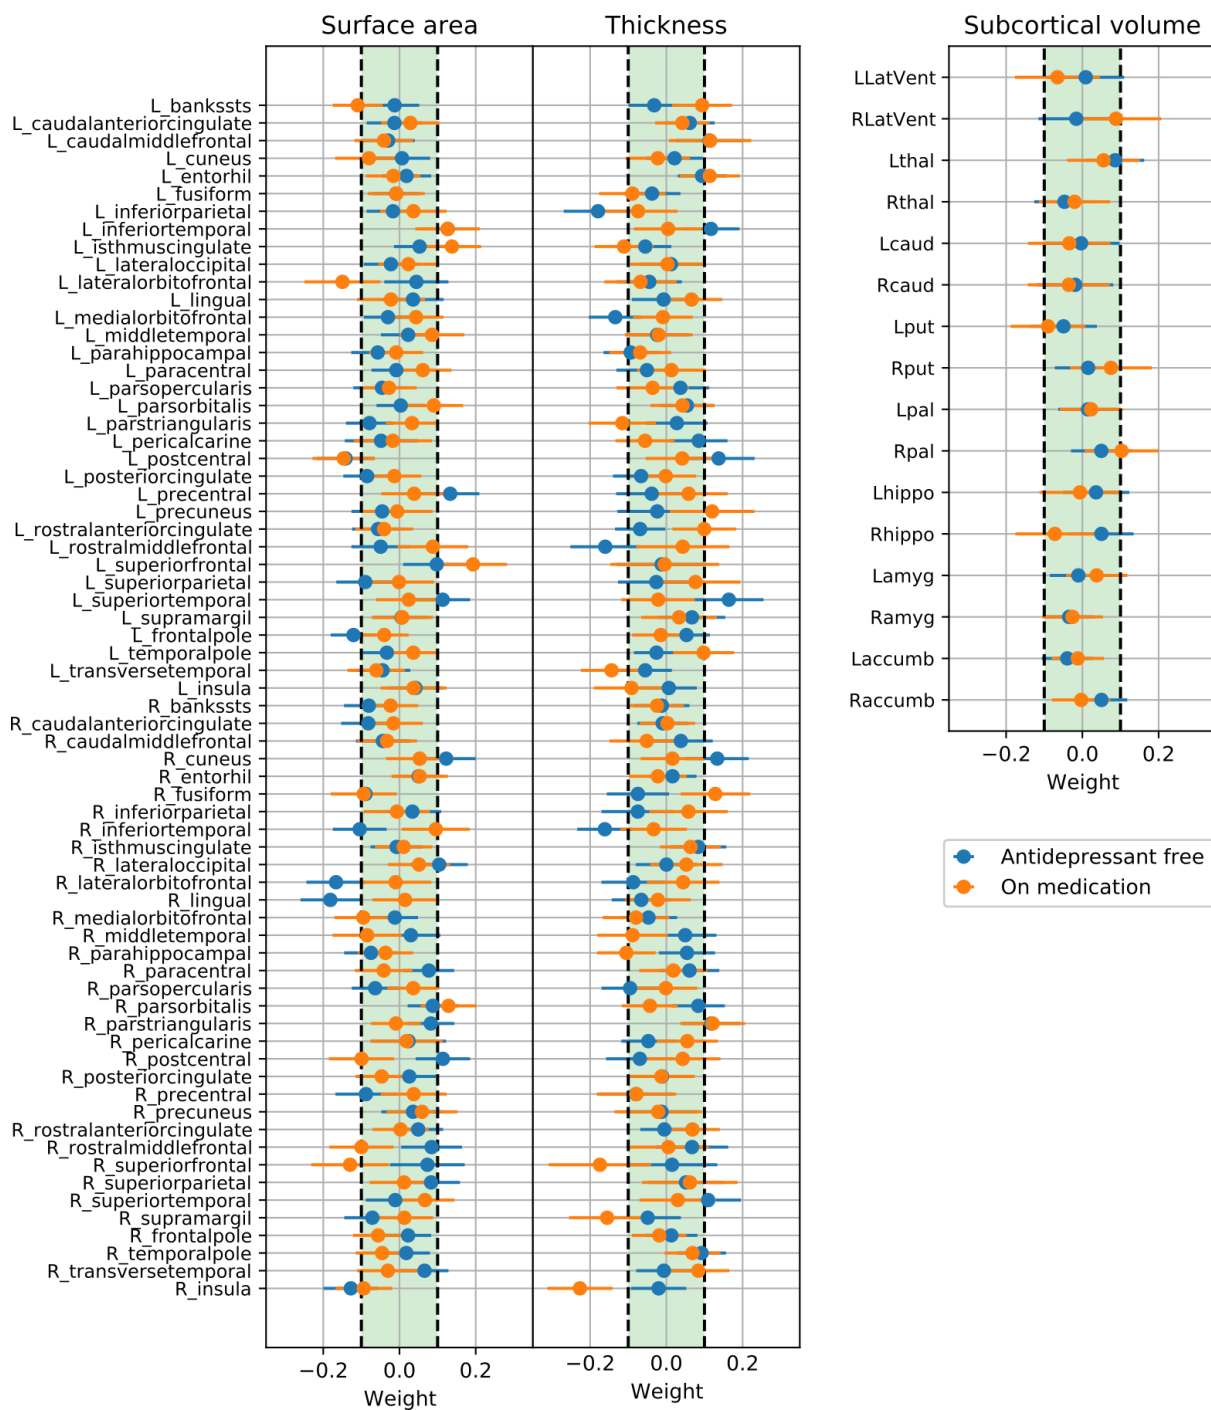 Surface area
Thickness
Subcortical volume
L_bankssts
L_caudalanteriorcingulate
L_caudalmiddlefrontal
L_cuneus
L_entorhil
L_fusiform
L_inferiorparietal
L_inferiortemporal
L_isthmuscingulate
L_lateraloccipital
L_lateralorbitofrontal
L_lingual
L_medialorbitofrontal
L_middletemporal
L_parahippocampal
L_paracentral
L_parsopercularis
L_parsorbitalis
L_parstriangularis
L_pericalcarine
L_postcentral
L_posteriorcingulate
L_precentral
L_precuneus
L_rostralanteriorcingulate
L_rostralmiddlefrontal
L_superiorfrontal
L_superiorparietal
L_superiortemporal
L_supramargil
L_frontalpole
L_temporalpole
L_transversetemporal
L_insula
R_bankssts
R_caudalanteriorcingulate
R_caudalmiddlefrontal
R_cuneus
R_entorhil
R_fusiform
R_inferiorparietal
R_inferiortemporal
R_isthmuscingulate
R_lateraloccipital
R_lateralorbitofrontal
R_lingual
R_medialorbitofrontal
R_middletemporal
R_parahippocampal
R_paracentral
R_parsopercularis
R_parsorbitalis
R_parstriangularis
R_pericalcarine
R_postcentral
R_posteriorcingulate
R_precentral
R_precuneus
R_rostralanteriorcingulate
R_rostralmiddlefrontal
R_superiorfrontal
R_superiorparietal
R_superiortemporal
R_supramargil
R_frontalpole
R_temporalpole
R_transversetemporal
R_insula
−0.2 0.0 0.2
Weight
−0.2 0.0 0.2
Weight
LLatVent
RLatVent
Lthal
Rthal
Lcaud
Rcaud
Lput
Rput
Lpal
Rpal
Lhippo
Rhippo
Lamyg
Ramyg
Laccumb
Raccumb
−0.2 0.0 0.2
Weight
Antidepressant free
On medication